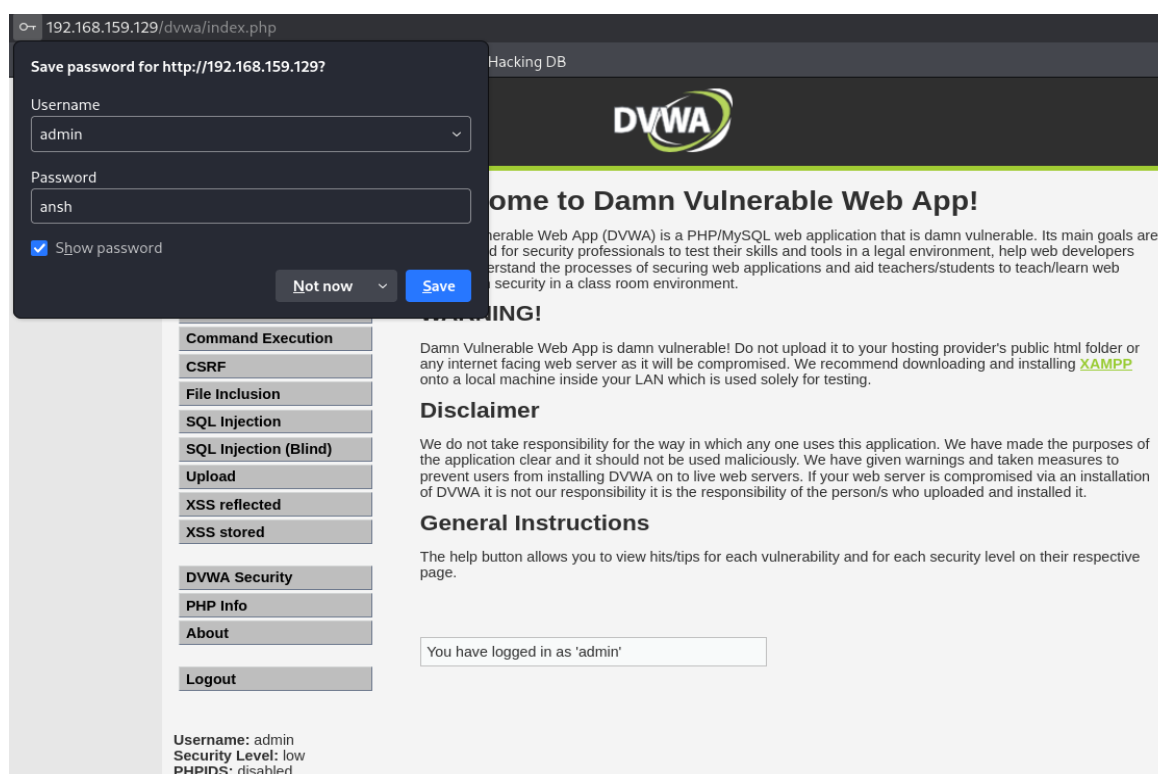 192.168.159.129/dvwa/index.php
Hacking DB
Save password for http://192.168.159.129?
Username
admin
Password
ansh
Show password
Not now
Save
DVWA
ome to Damn Vulnerable Web App!
nerable Web App (DVWA) is a PHP/MySQL web application that is damn vulnerable. Its main goals are
d for security professionals to test their skills and tools in a legal environment, help web developers
erstand the processes of securing web applications and aid teachers/students to teach/learn web
security in a class room environment.
WARNING!
Damn Vulnerable Web App is damn vulnerable! Do not upload it to your hosting provider's public html folder or
any internet facing web server as it will be compromised. We recommend downloading and installing XAMPP
onto a local machine inside your LAN which is used solely for testing.
Disclaimer
We do not take responsibility for the way in which any one uses this application. We have made the purposes of
the application clear and it should not be used maliciously. We have given warnings and taken measures to
prevent users from installing DVWA on to live web servers. If your web server is compromised via an installation
of DVWA it is not our responsibility it is the responsibility of the person/s who uploaded and installed it.
General Instructions
The help button allows you to view hits/tips for each vulnerability and for each security level on their respective
page.
You have logged in as 'admin'
Command Execution
CSRF
File Inclusion
SQL Injection
SQL Injection (Blind)
Upload
XSS reflected
XSS stored
DVWA Security
PHP Info
About
Logout
Username: admin
Security Level: low
PHPIDS: disabled